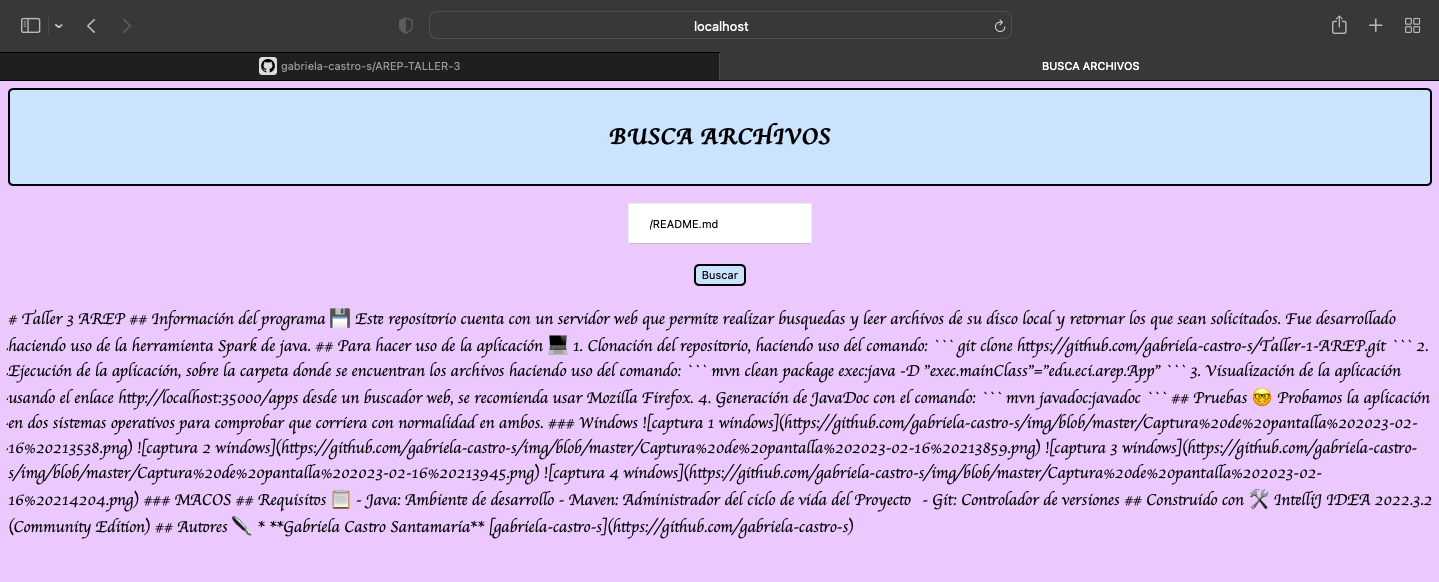 localhost
gabriela-castro-s/AREP-TALLER-3
BUSCA ARCHIVOS
BUSCA ARCHIVOS
/README.md
Buscar
# Taller 3 AREP ## Información del programa 💾 Este repositorio cuenta con un servidor web que permite realizar busquedas y leer archivos de su disco local y retornar los que sean solicitados. Fue desarrollado
haciendo uso de la herramienta Spark de java. ## Para hacer uso de la aplicación 💻 1. Clonación del repositorio, haciendo uso del comando: ``` git clone https://github.com/gabriela-castro-s/Taller-1-AREP.git ``` 2.
Ejecución de la aplicación, sobre la carpeta donde se encuentran los archivos haciendo uso del comando: ``` mvn clean package exec:java -D "exec.mainClass"="edu.eci.arep.App" ``` 3. Visualización de la aplicación
usando el enlace http://localhost:35000/apps desde un buscador web, se recomienda usar Mozilla Firefox. 4. Generación de JavaDoc con el comando: ``` mvn javadoc:javadoc ``` ## Pruebas 🤓 Probamos la aplicación
en dos sistemas operativos para comprobar que corriera con normalidad en ambos. ### Windows ![captura 1 windows](https://github.com/gabriela-castro-s/img/blob/master/Captura%20de%20pantalla%202023-02-
16%20213538.png) ![captura 2 windows](https://github.com/gabriela-castro-s/img/blob/master/Captura%20de%20pantalla%202023-02-16%20213859.png) ![captura 3 windows](https://github.com/gabriela-castro-
s/img/blob/master/Captura%20de%20pantalla%202023-02-16%20213945.png) ![captura 4 windows](https://github.com/gabriela-castro-s/img/blob/master/Captura%20de%20pantalla%202023-02-
16%20214204.png) ### MACOS ## Requisitos 📋 - Java: Ambiente de desarrollo - Maven: Administrador del ciclo de vida del Proyecto - Git: Controlador de versiones ## Construido con 🛠️ IntelliJ IDEA 2022.3.2
(Community Edition) ## Autores ✒️ * **Gabriela Castro Santamaría** [gabriela-castro-s](https://github.com/gabriela-castro-s)